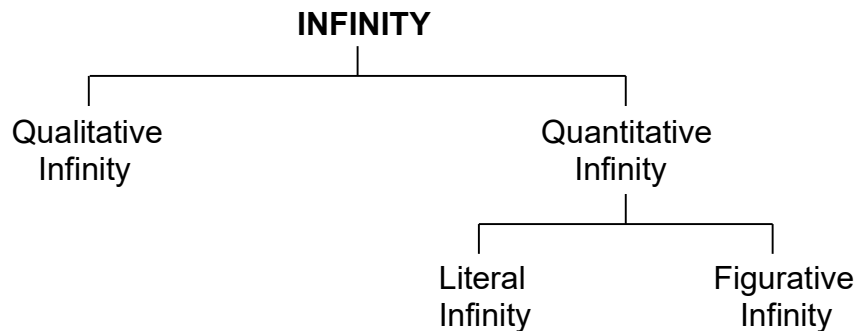 INFINITY
Qualitative
Infinity
Quantitative
Infinity
Literal
Infinity
Figurative
Infinity